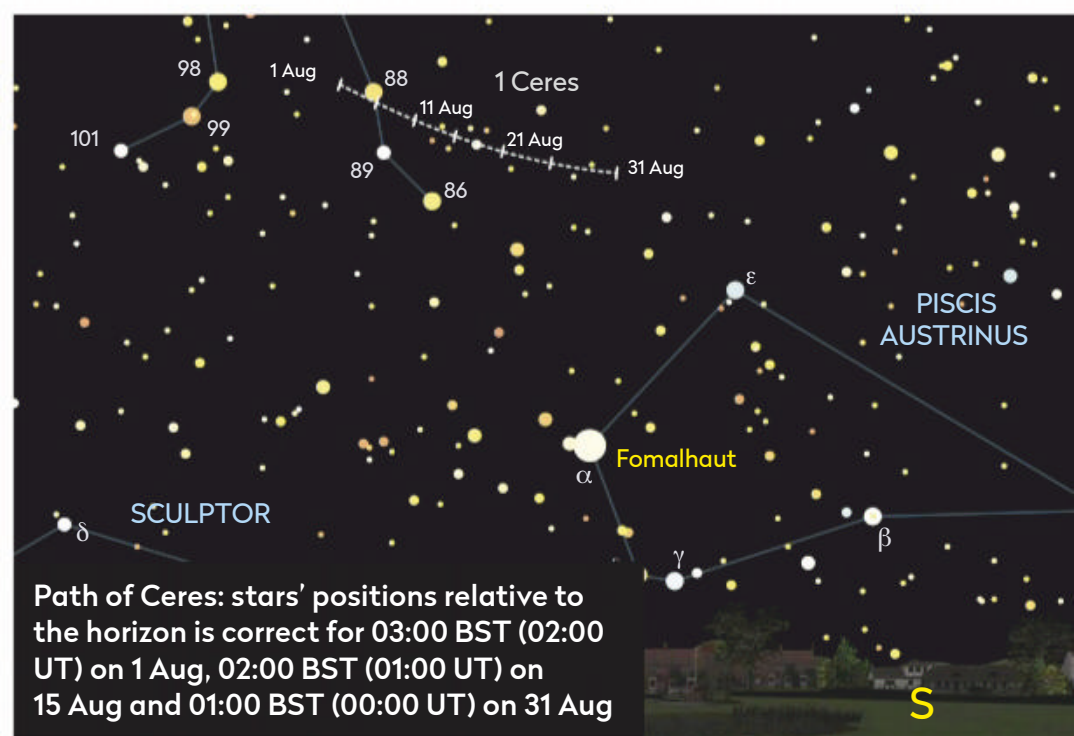 98
99
101
1 Aug
88
1 Ceres
11 Aug
21 Aug
31 Aug
89
86
ε
PISCIS
AUSTRINUS
α
Fomalhaut
SCULPTOR
δ
γ
β
Path of Ceres: stars’ positions relative to
the horizon is correct for 03:00 BST (02:00
UT) on 1 Aug, 02:00 BST (01:00 UT) on
15 Aug and 01:00 BST (00:00 UT) on 31 Aug
S